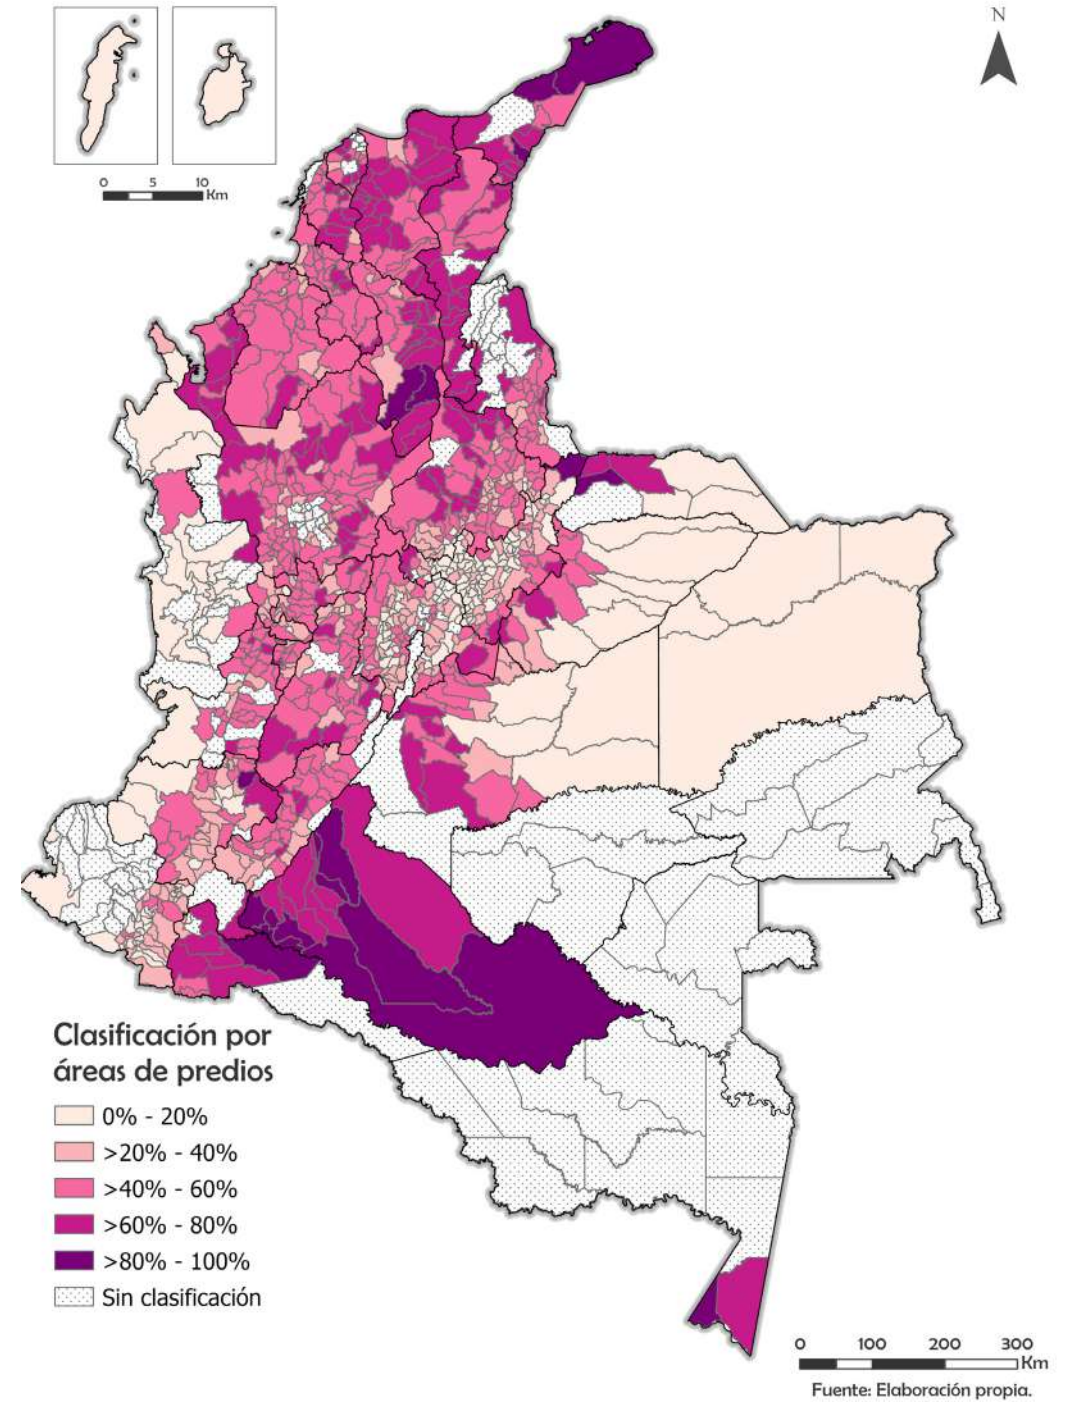 N
0 5 10
Km
Clasificación por
áreas de predios
0% - 20%
>20% - 40%
>40% - 60%
>60% - 80%
>80% - 100%
Sin clasificación
0 100 200 300
Km
Fuente: Elaboración propia.